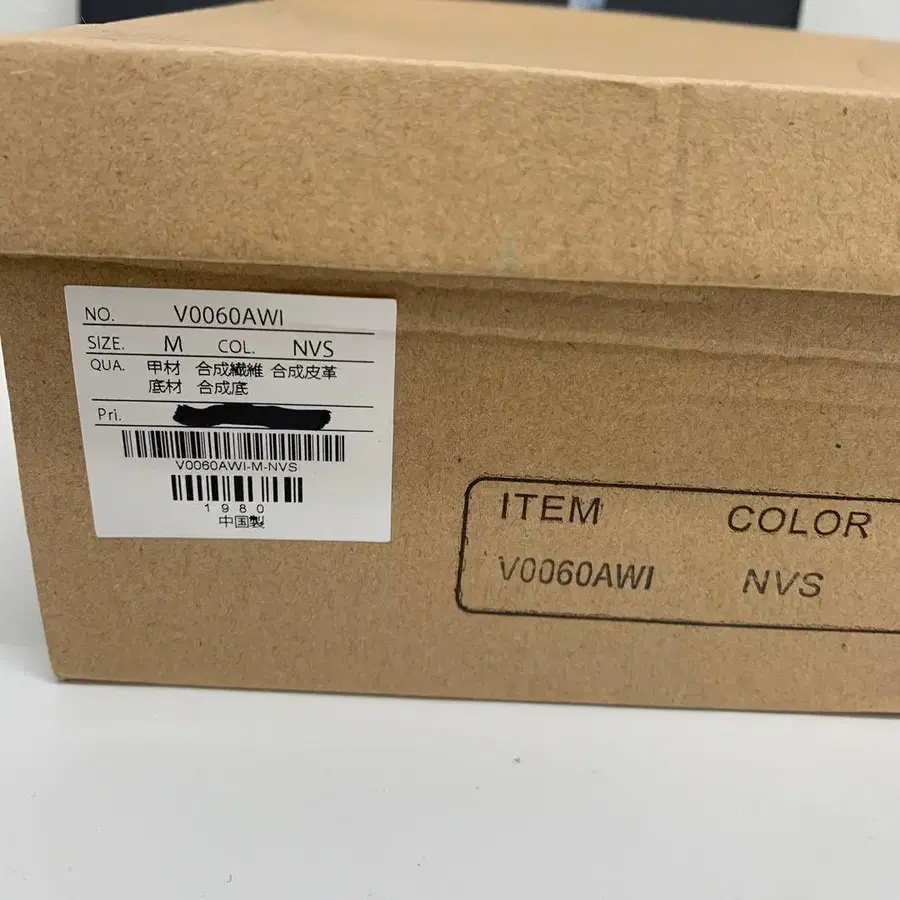 NO. V0060AWI
SIZE. M COL. NVS
QUA. 甲材 合成繊維 合成皮革
底材 合成底
Pri.
V0060AWI-M-NVS
1980
中国製
ITEM COLOR
V0060AWI NVS